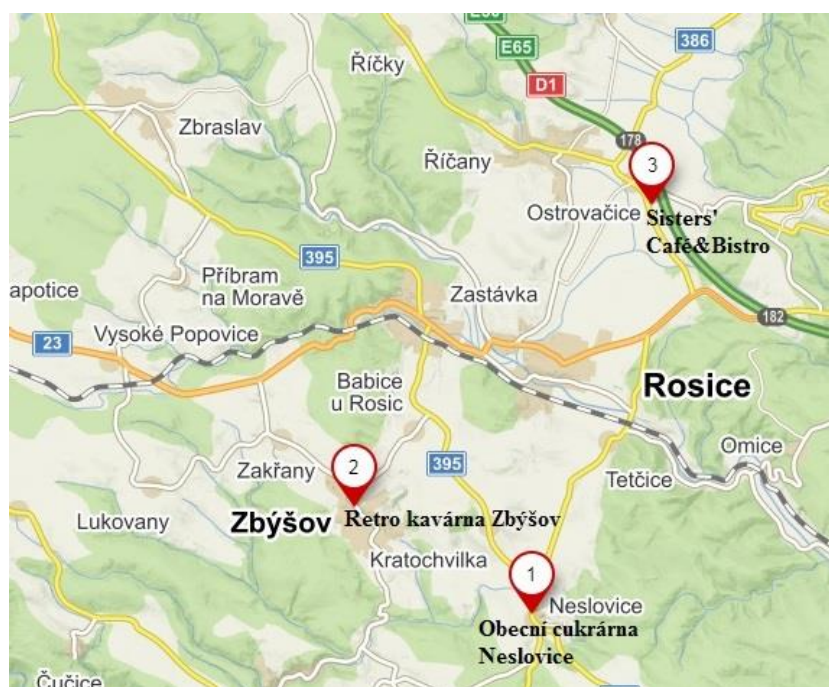 E50
E65
386
Říčky
D1
Zbraslav
178
Říčany
3
Ostrovačice
Sisters'
Café&Bistro
395
Příbram
na Moravě
Zastávka
apotice
182
23
Vysoké Popovice
Babice
u Rosic
Rosice
Omice
2
395
Zakřany
Tetčice
Lukovany
Zbýšov
Retro kavárna Zbýšov
Kratochvilka
1
Neslovice
Obecní cukrárna
Neslovice
Čučice